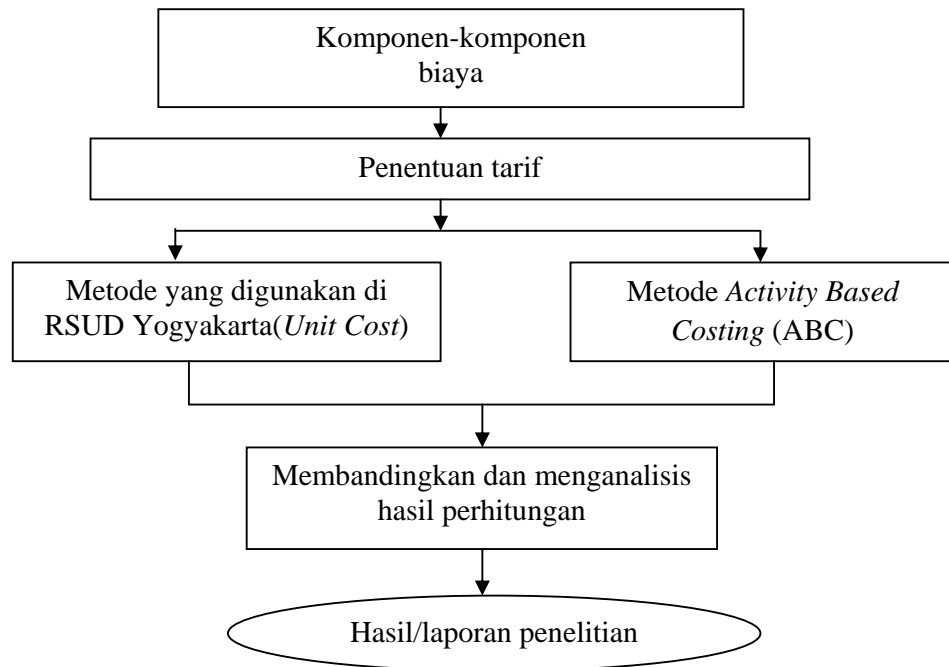 Komponen-komponen
biaya
Penentuan tarif
Metode yang digunakan di
RSUD Yogyakarta(Unit Cost)
Metode Activity Based
Costing (ABC)
Membandingkan dan menganalisis
hasil perhitungan
Hasil/laporan penelitian